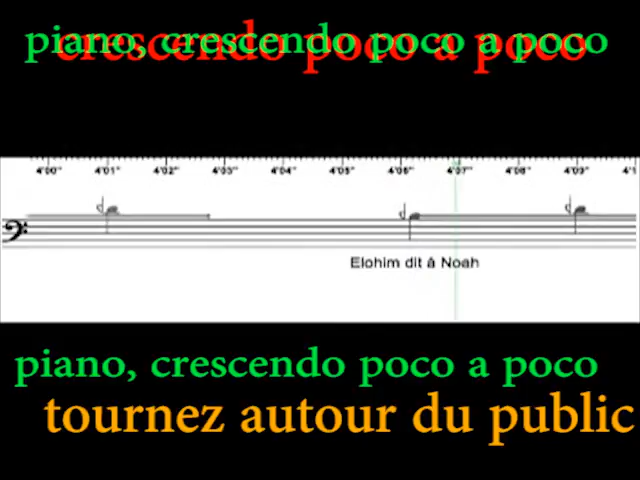 piano, crescendo poco a poco
crescendo poco a poco
4'00" 4'01" 4'02" 4'03" 4'04" 4'05" 4'06" 4'07" 4'08" 4'09" 4'1
Elohim dit à Noah
piano, crescendo poco a poco
tournez autour du public